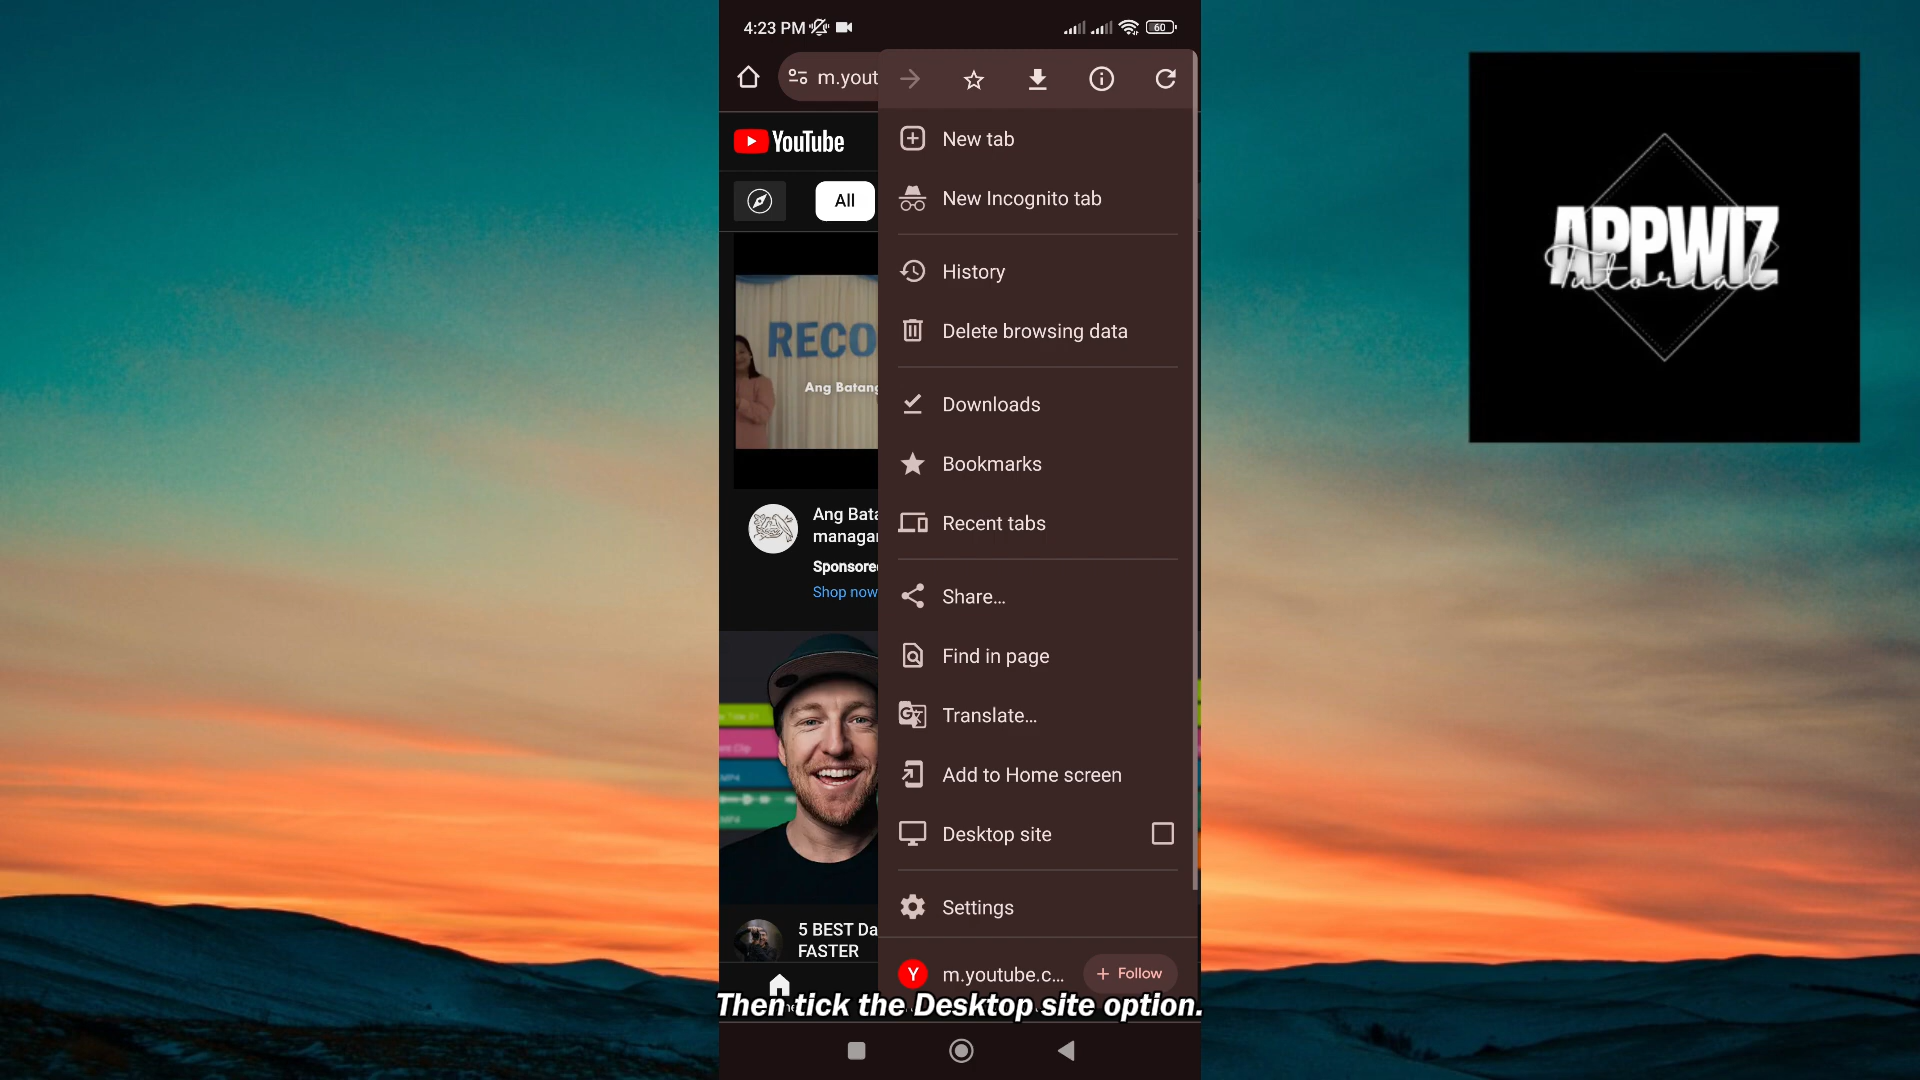 4:23 PM
60
m.yout
YouTube
All
RECO
Ang Batang
Ang Bata
managa
Sponsore
Shop now
5 BEST Da
FASTER
New tab
New Incognito tab
History
Delete browsing data
Downloads
Bookmarks
Recent tabs
Share...
Find in page
Translate...
Add to Home screen
Desktop site
Settings
Y
m.youtube.c...
+ Follow
Then tick the Desktop site option.
APPWIZ
Tutorial